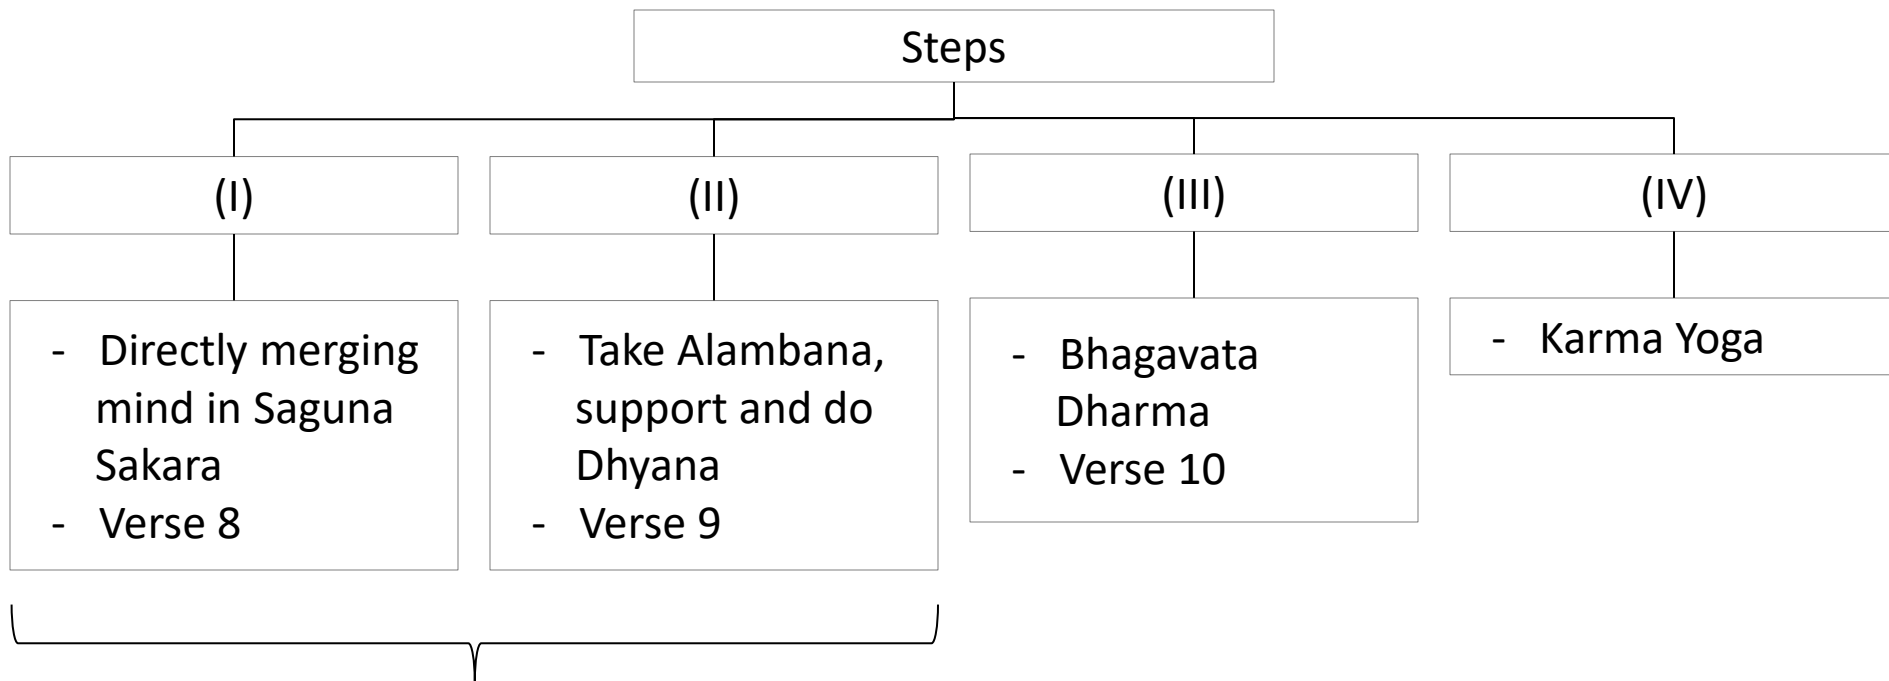 Steps
(I)
(II)
(III)
(IV)
- Directly merging
mind in Saguna
Sakara
- Verse 8
- Take Alambana,
support and do
Dhyana
- Verse 9
- Bhagavata
Dharma
- Verse 10
- Karma Yoga